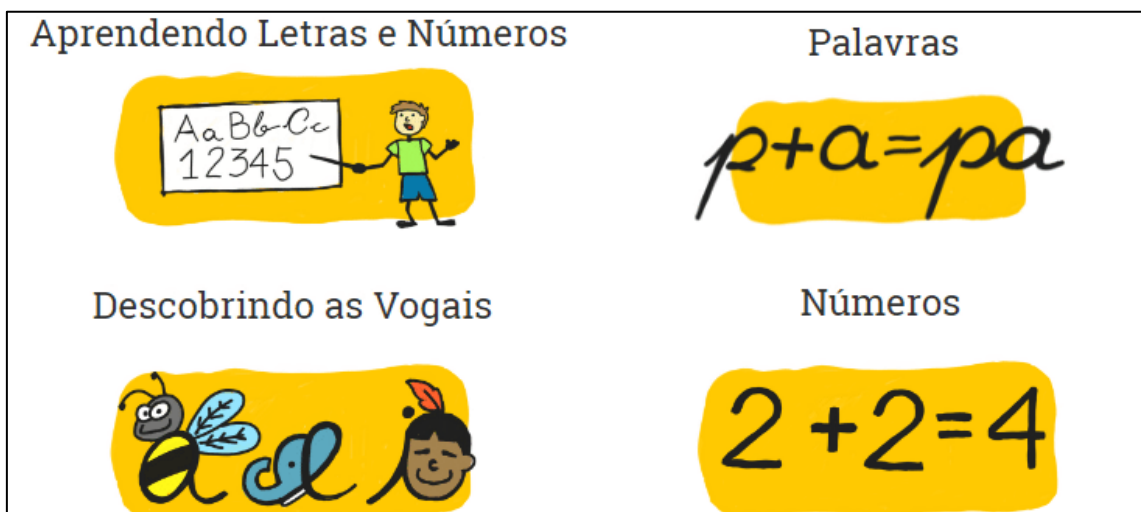 Aprendendo Letras e Números
AaBbCc
12345
Palavras
p+a=pa
Descobrindo as Vogais
a e i
Números
2+2=4